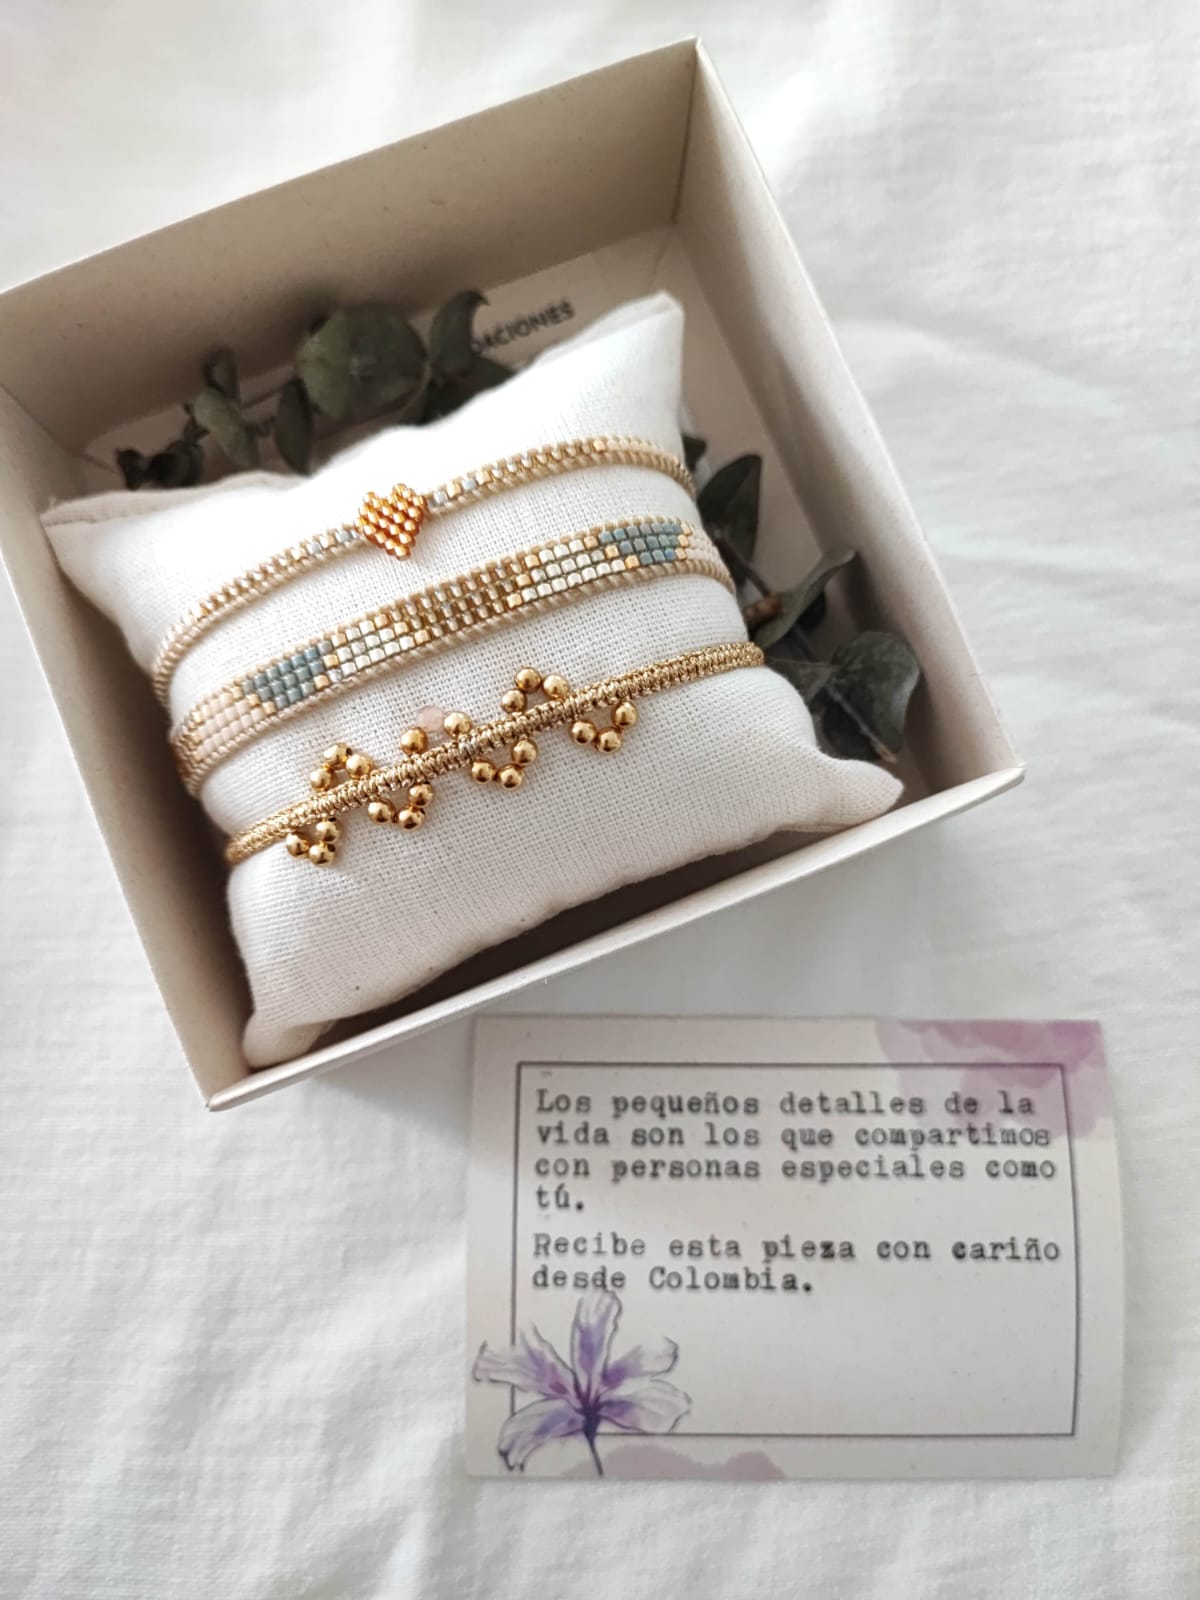 DACIONES
Los pequeños detalles de la
vida son los que compartimos
con personas especiales como
tú.
Recibe esta pieza con cariño
desde Colombia.